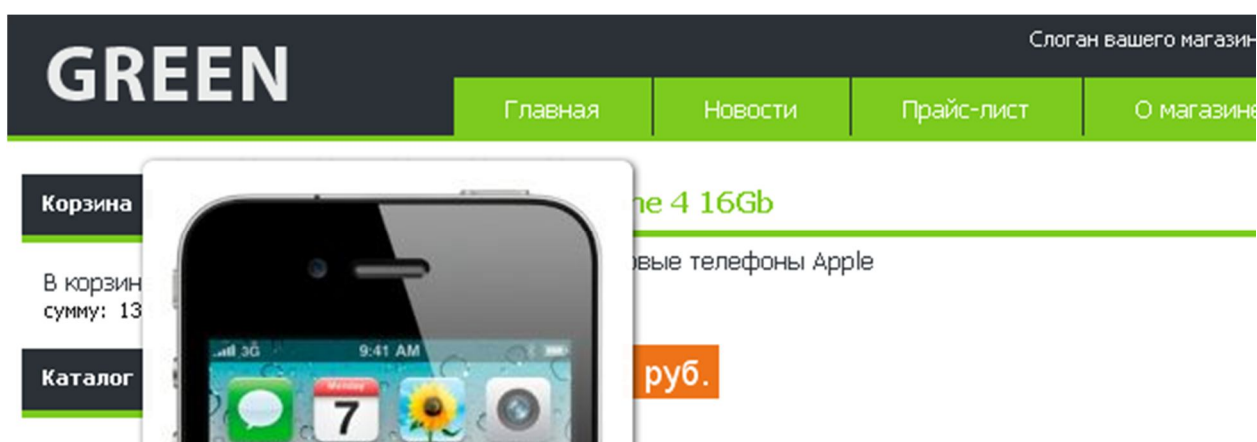 Слоган вашего магазин
GREEN
Главная Новости Прайс-лист О магазине
Корзина
ne 4 16Gb
вые телефоны Apple
В корзин
сумму: 13
3G 9:41 AM
Каталог
руб.
Monday
7